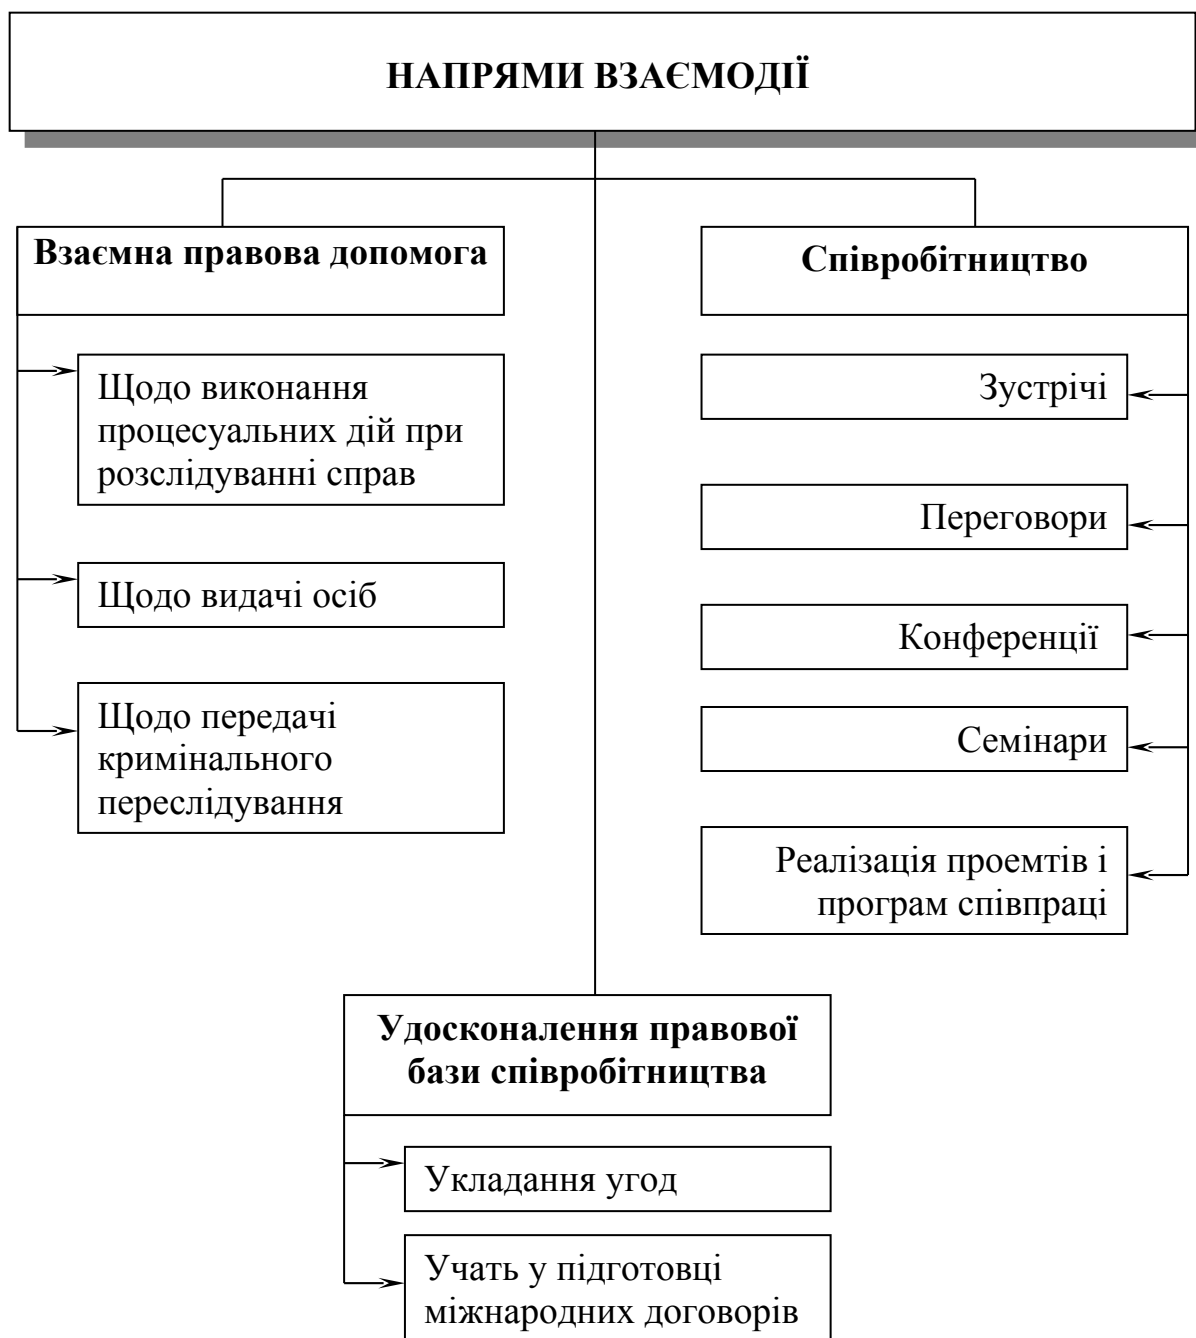 НАПРЯМИ ВЗАЄМОДІЇ
Взаємна правова допомога
Щодо виконання
процесуальних дій при
розслідуванні справ
Щодо видачі осіб
Щодо передачі
кримінального
переслідування
Співробітництво
Зустрічі
Переговори
Конференції
Семінари
Реалізація проемтів і
програм співпраці
Удосконалення правової
бази співробітництва
Укладання угод
Учать у підготовці
міжнародних договорів